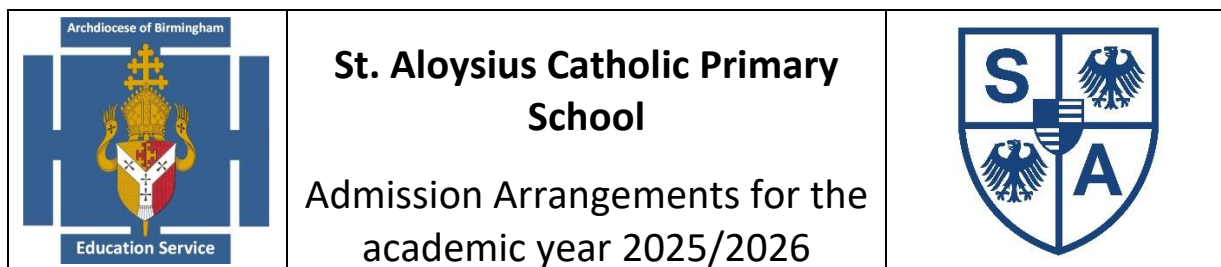 Archdiocese of Birmingham
Education Service
St. Aloysius Catholic Primary
School
Admission Arrangements for the
academic year 2025/2026
S
A